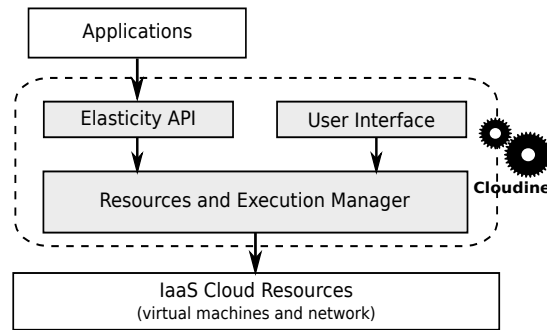 Applications
Elasticity API
User Interface
Cloudine
Resources and Execution Manager
IaaS Cloud Resources
(virtual machines and network)